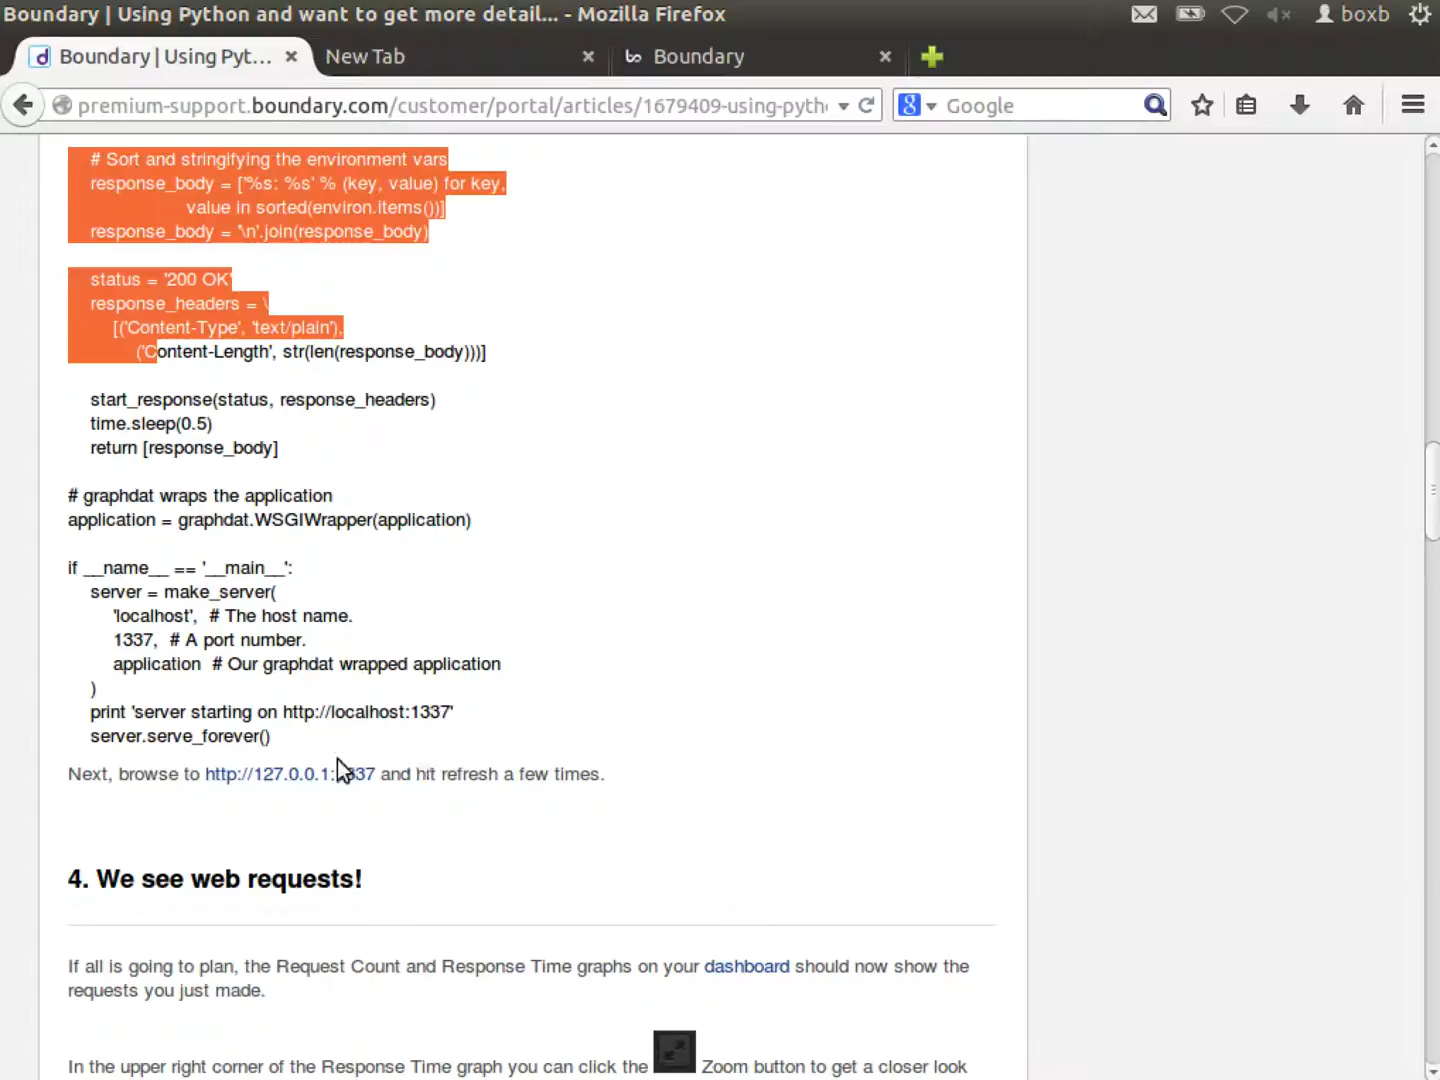 Boundary | Using Python and want to get more detail... - Mozilla Firefox
boxb
Boundary | Using Pyt...
New Tab
bo Boundary
premium-support.boundary.com/customer/portal/articles/1679409-using-pyth
Google
# Sort and stringifying the environment vars
response_body = ['%s: %s' % (key, value) for key,
value in sorted(environ.items())]
response_body = '\n'.join(response_body)
status = '200 OK'
response_headers = \
[('Content-Type', 'text/plain'),
('Content-Length', str(len(response_body)))]
start_response(status, response_headers)
time.sleep(0.5)
return [response_body]
# graphdat wraps the application
application = graphdat.WSGIWrapper(application)
if __name__ == '__main__':
server = make_server(
'localhost', # The host name.
1337, # A port number.
application # Our graphdat wrapped application
)
print 'server starting on http://localhost:1337'
server.serve_forever()
Next, browse to http://127.0.0.1:1337 and hit refresh a few times.
4. We see web requests!
If all is going to plan, the Request Count and Response Time graphs on your dashboard should now show the
requests you just made.
In the upper right corner of the Response Time graph you can click the Zoom button to get a closer look